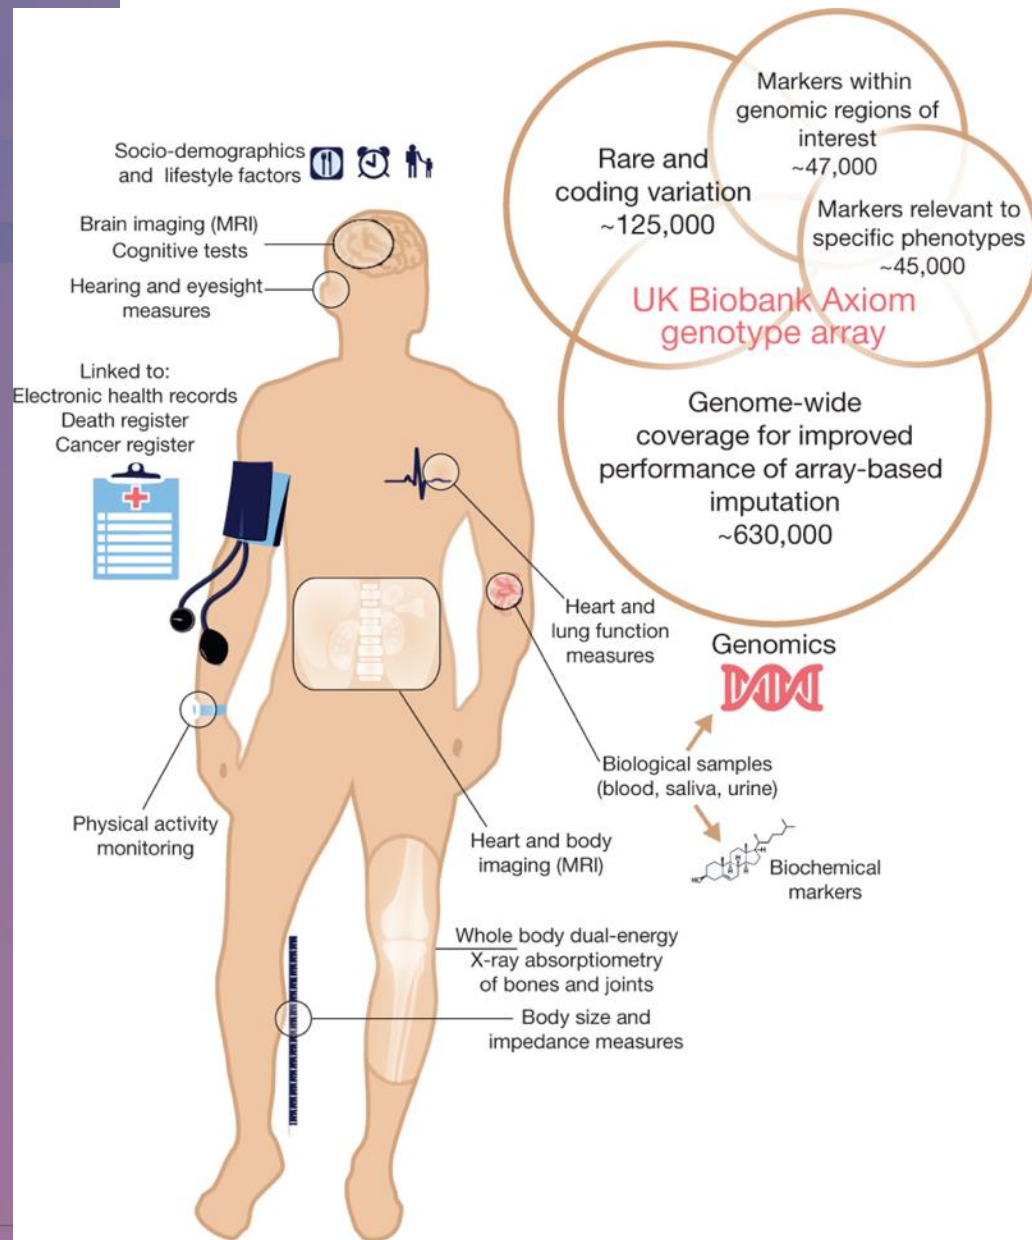 Socio-demographics
and lifestyle factors
Brain imaging (MRI)
Cognitive tests
Hearing and eyesight
measures
Linked to:
Electronic health records
Death register
Cancer register
Physical activity
monitoring
Rare and
coding variation
~125,000
Markers within
genomic regions of
interest
~47,000
Markers relevant to
specific phenotypes
~45,000
UK Biobank Axiom
genotype array
Genome-wide
coverage for improved
performance of array-based
imputation
~630,000
Heart and
lung function
measures
Genomics
Biological samples
(blood, saliva, urine)
HO
H
H
H
H
Biochemical
markers
Heart and body
imaging (MRI)
Whole body dual-energy
X-ray absorptiometry
of bones and joints
Body size and
impedance measures